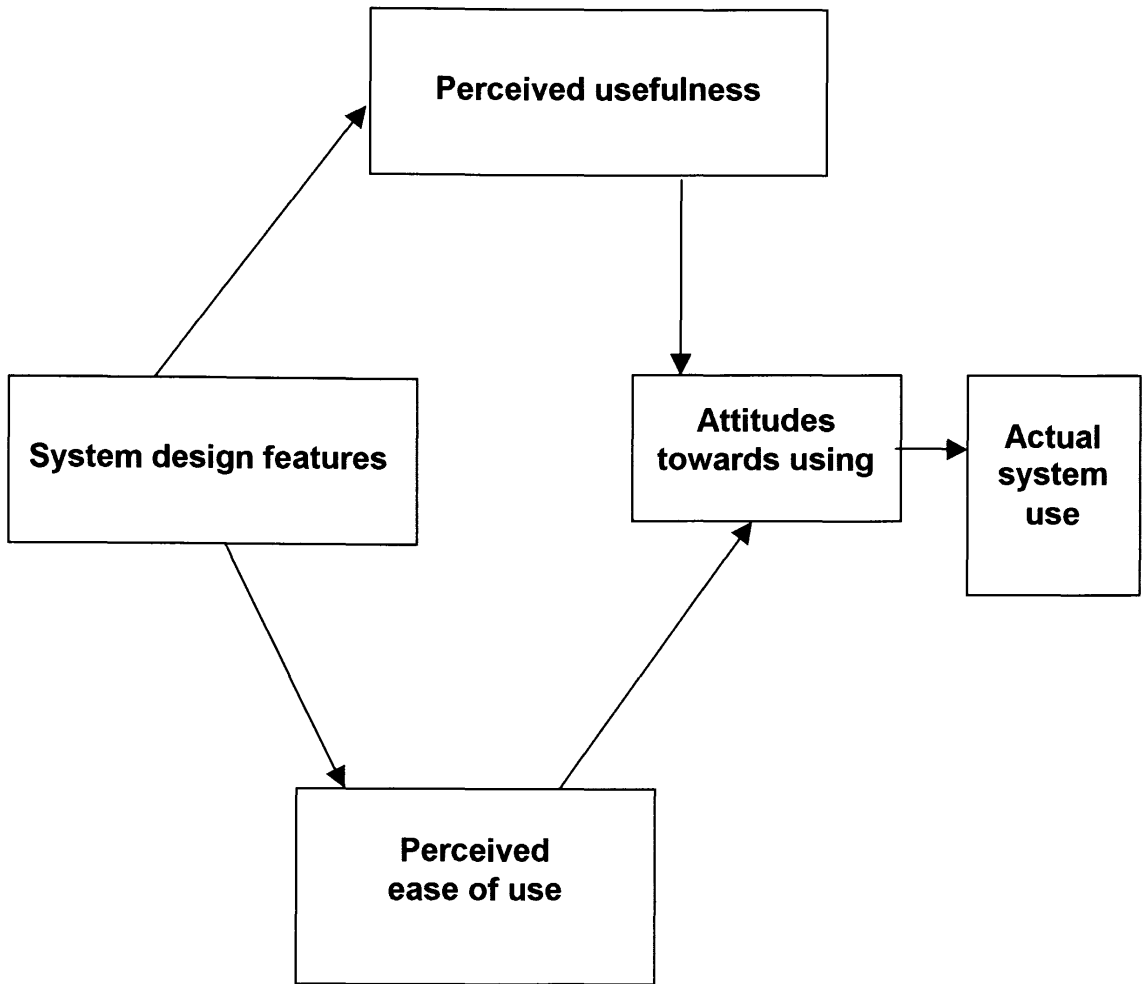 Perceived usefulness
System design features
Attitudes
towards using
Actual
system
use
Perceived
ease of use